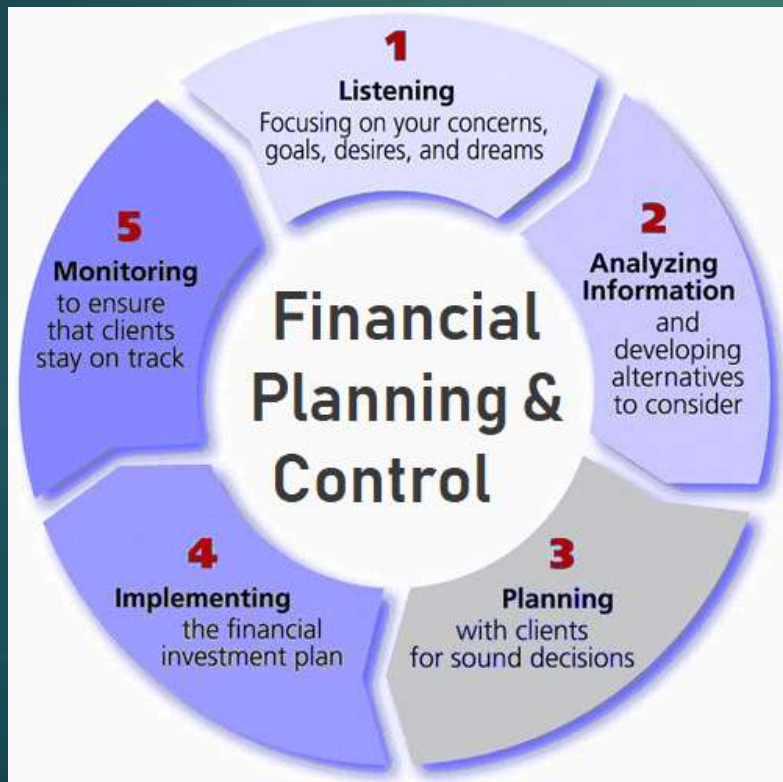 1
Listening
Focusing on your concerns,
goals, desires, and dreams
2
Analyzing
Information
and
developing
alternatives
to consider
3
Planning
with clients
for sound decisions
4
Implementing
the financial
investment plan
5
Monitoring
to ensure
that clients
stay on track
Financial
Planning &
Control